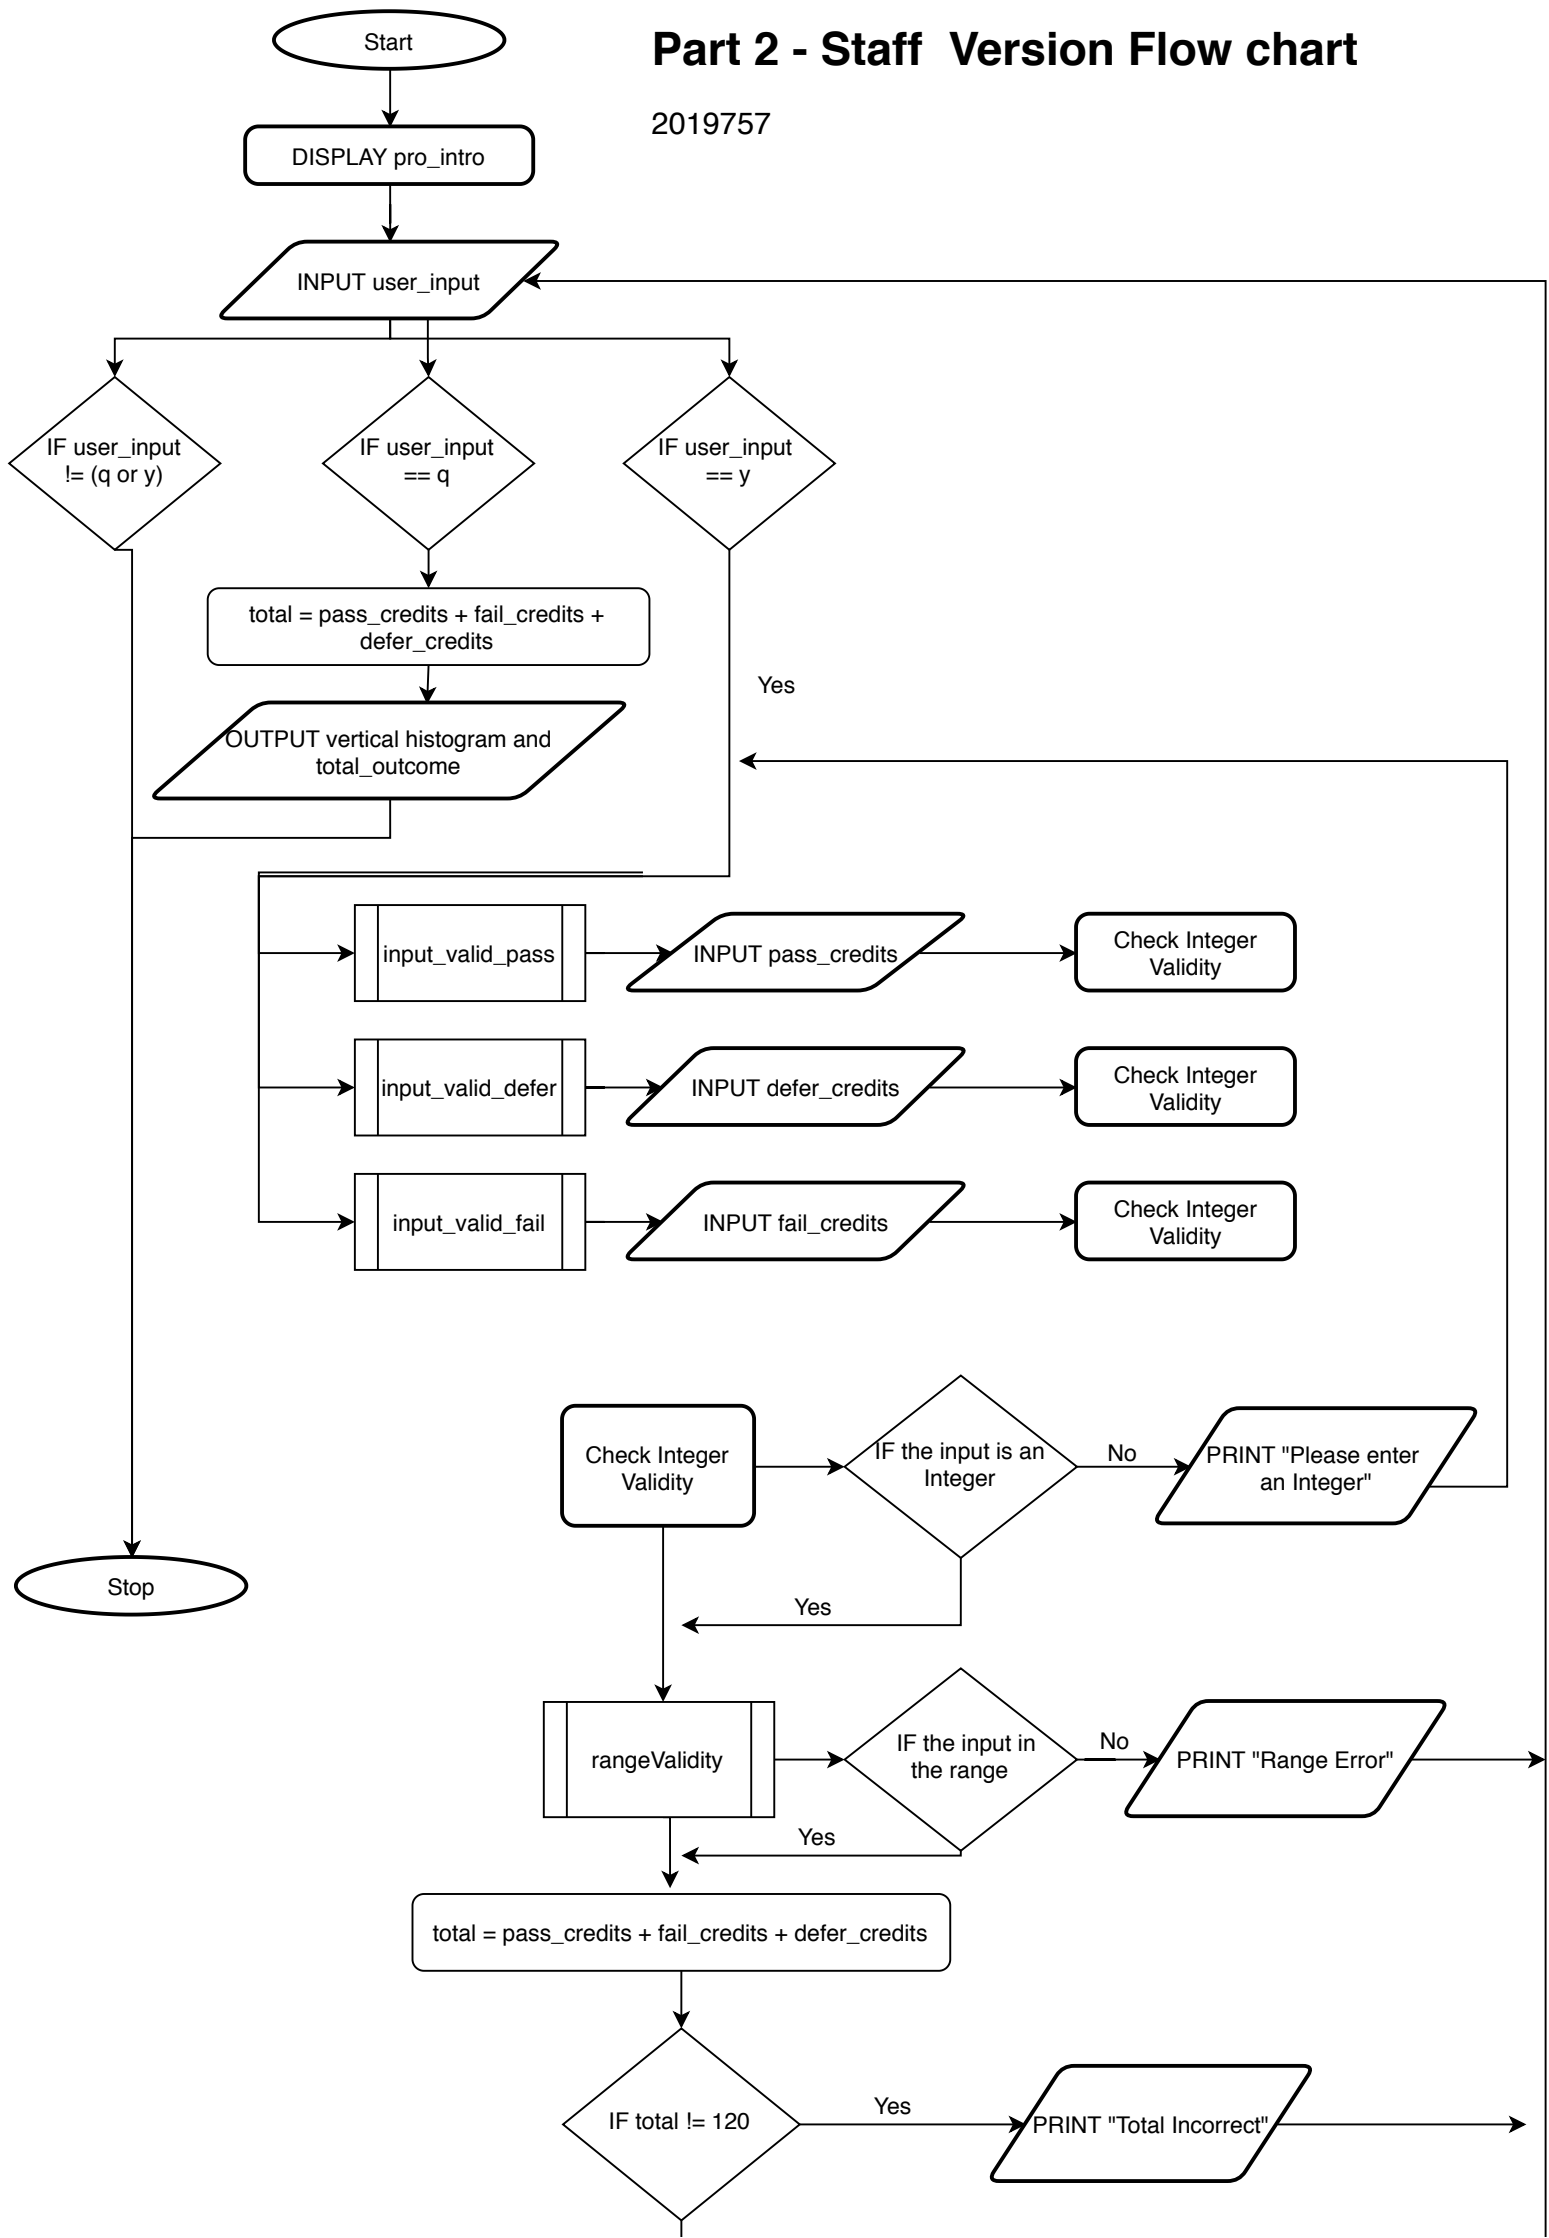 Start
Part 2 - Staff  Version Flow chart
2019757
DISPLAY pro_intro
INPUT user_input
IF user_input
!= (q or y)
IF user_input
== q
IF user_input
== y
total = pass_credits + fail_credits +
defer_credits
Yes
OUTPUT vertical histogram and
total_outcome
input_valid_pass
INPUT pass_credits
Check Integer
Validity
input_valid_defer
INPUT defer_credits
Check Integer
Validity
input_valid_fail
INPUT fail_credits
Check Integer
Validity
Check Integer
Validity
IF the input is an
Integer
No
PRINT "Please enter
an Integer"
Stop
Yes
rangeValidity
IF the input in
the range
No
PRINT "Range Error"
Yes
total = pass_credits + fail_credits + defer_credits
IF total != 120
Yes
PRINT "Total Incorrect"